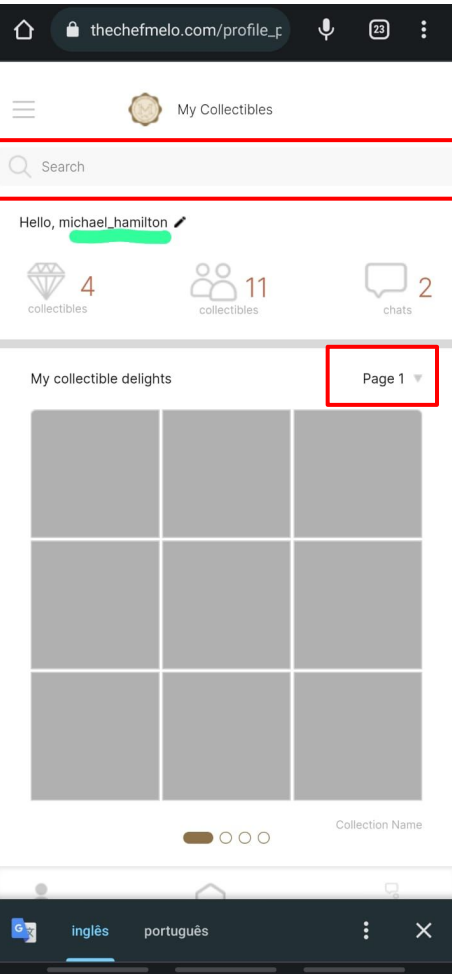 thechefmelo.com/profile_p
23
My Collectibles
Search
Hello, michael_hamilton
4
collectibles
11
collectibles
2
chats
My collectible delights
Page 1
Collection Name
inglês português